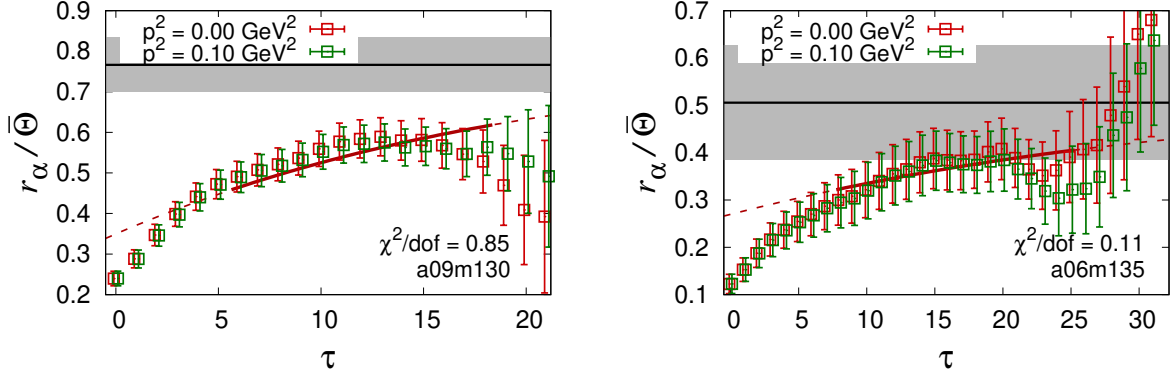 0.9
0.8
0.7
0.6
0.5
0.4
0.3
0.2
r_α / Θ̅
p² = 0.00 GeV²
p² = 0.10 GeV²
χ²/dof = 0.85
a09m130
0 5 10 15 20
τ
0.7
0.6
0.5
0.4
0.3
0.2
0.1
r_α / Θ̅
p² = 0.00 GeV²
p² = 0.10 GeV²
χ²/dof = 0.11
a06m135
0 5 10 15 20 25 30
τ